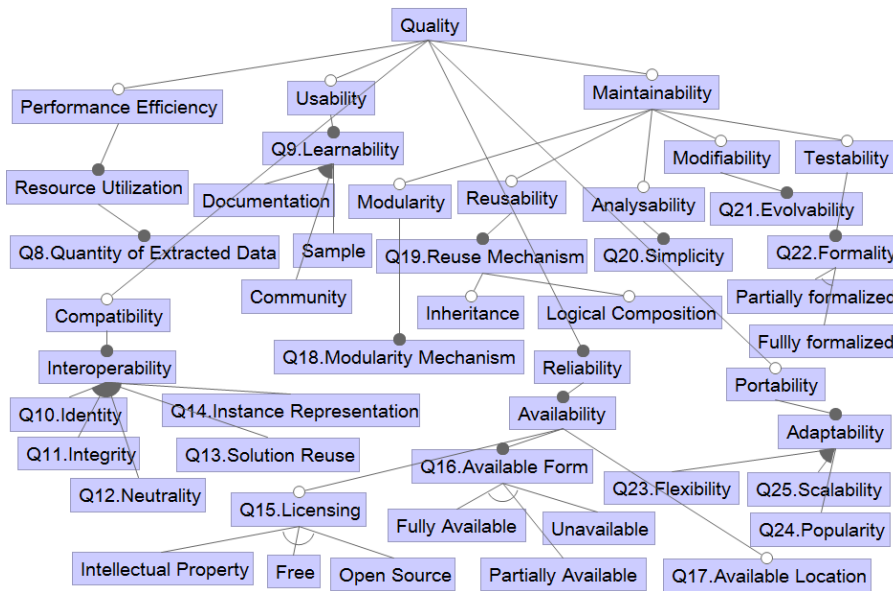 Quality
Performance Efficiency
Usability
Maintainability
Q9.Learnability
Modifiability
Testability
Resource Utilization
Documentation
Modularity
Reusability
Analysability
Q21.Evolvability
Q8.Quantity of Extracted Data
Sample
Q19.Reuse Mechanism
Q20.Simplicity
Q22.Formality
Community
Partially formalized
Compatibility
Inheritance
Logical Composition
Fullly formalized
Interoperability
Q18.Modularity Mechanism
Reliability
Portability
Q10.Identity
Q14.Instance Representation
Availability
Q11.Integrity
Q13.Solution Reuse
Adaptability
Q12.Neutrality
Q16.Available Form
Q23.Flexibility
Q25.Scalability
Q15.Licensing
Fully Available
Unavailable
Q24.Popularity
Intellectual Property
Free
Open Source
Partially Available
Q17.Available Location